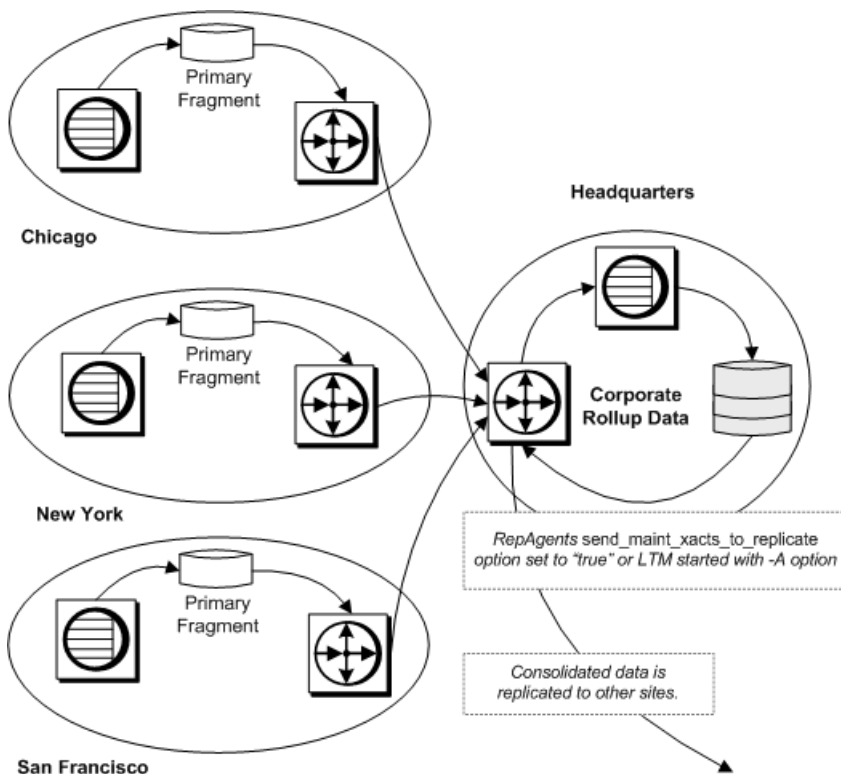 Primary
Fragment
Chicago
Primary
Fragment
New York
Primary
Fragment
San Francisco
Headquarters
Corporate
Rollup Data
RepAgents send_maint_xacts_to_replicate
option set to “true” or LTM started with -A option
Consolidated data is
replicated to other sites.